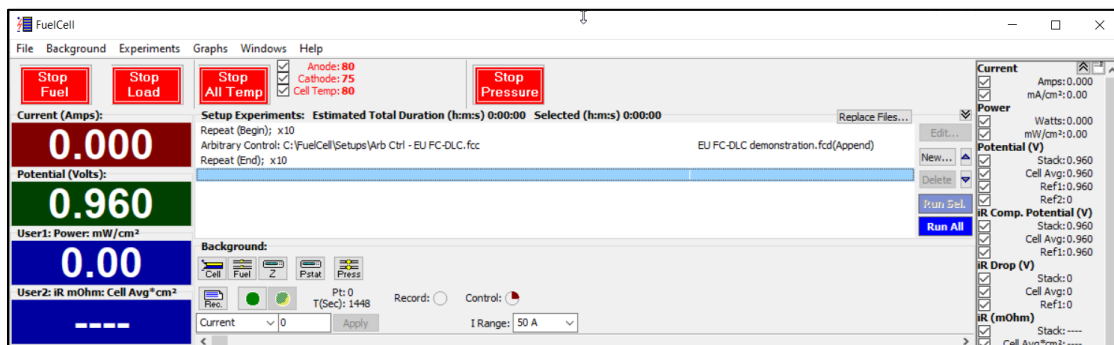 FuelCell
File Background Experiments Graphs Windows Help
Stop Fuel
Stop Load
Stop All Temp
Anode: 80
Cathode: 75
Cell Temp: 80
Stop Pressure
Current (Amps):
0.000
Potential (Volts):
0.960
User1: Power: mW/cm²
0.00
User2: iR mOhm: Cell Avg*cm²
----
Setup Experiments: Estimated Total Duration (h:m:s) 0:00:00 Selected (h:m:s) 0:00:00
Replace Files...
Repeat (Begin); x10
Arbitrary Control: C:\FuelCell\Setups\Arb Ctrl - EU FC-DLC.fcc EU FC-DLC demonstration.fcd(Append)
Repeat (End); x10
Edit...
New...
Delete
Run Sel.
Run All
Background:
Cell Fuel Z Pstat Press
Rec.
Pt: 0
T(Sec): 1448
Record: Control:
Current 0 Apply I Range: 50 A
Current
Amps: 0.00
mA/cm²: 0.00
Power
Watts: 0.000
mW/cm²: 0.00
Potential (V)
Stack: 0.960
Cell Avg: 0.960
Ref1: 0.960
Ref2: 0
iR Comp. Potential (V)
Stack: 0.960
Cell Avg: 0.960
Ref1: 0.960
iR Drop (V)
Stack: 0
Cell Avg: 0
Ref1: 0
iR (mOhm)
Stack: ----
Cell Avg*cm²: ----